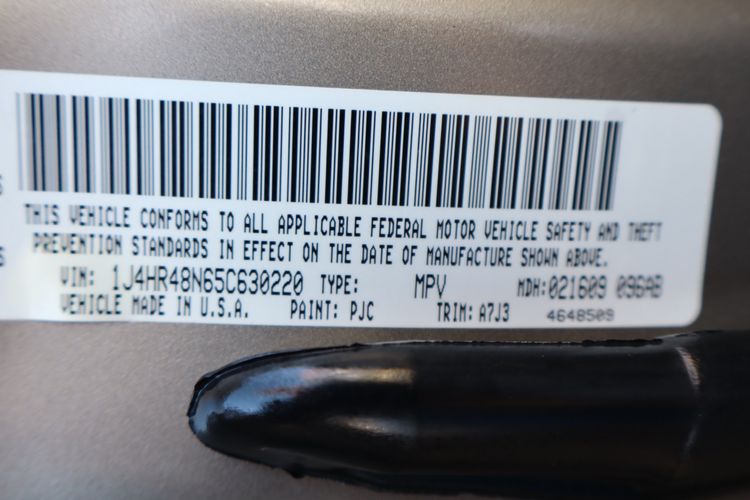 THIS VEHICLE CONFORMS TO ALL APPLICABLE FEDERAL MOTOR VEHICLE SAFETY AND THEFT
PREVENTION STANDARDS IN EFFECT ON THE DATE OF MANUFACTURE SHOWN ABOVE.
VIN: 1J4HR48N65C630220 TYPE: MPV MDH:021609 096AB
VEHICLE MADE IN U.S.A. PAINT: PJC TRIM: A7J3 4648509